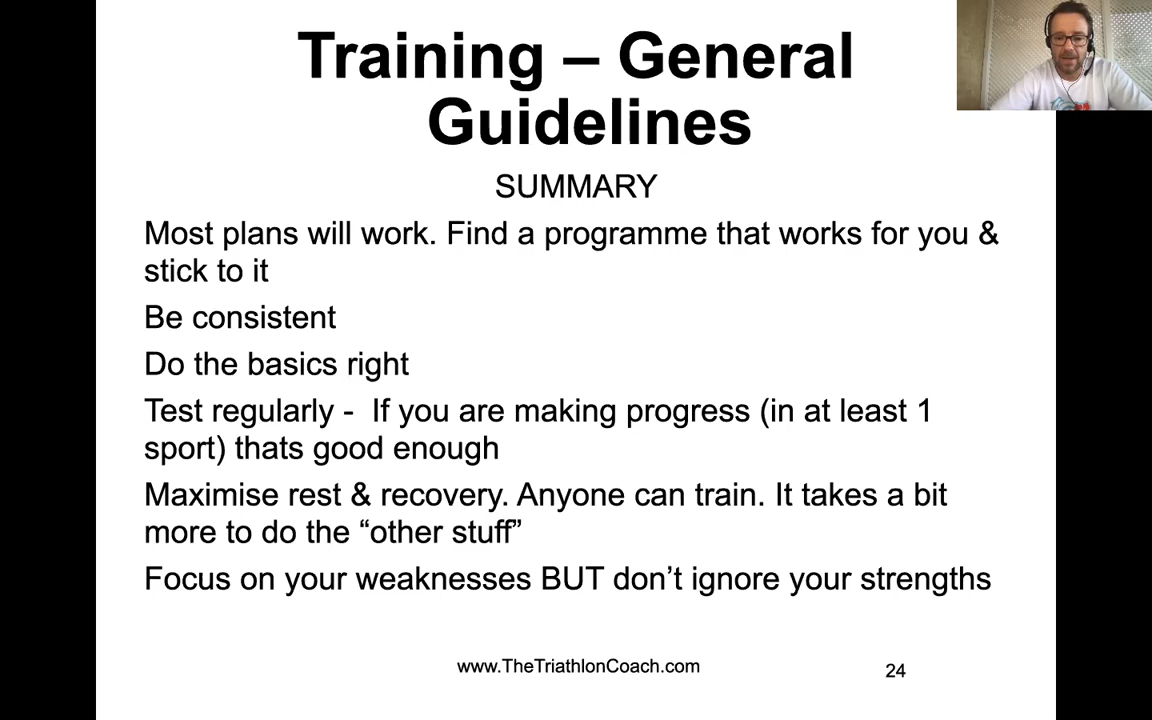 Training – General
Guidelines
SUMMARY
Most plans will work. Find a programme that works for you &
stick to it
Be consistent
Do the basics right
Test regularly -  If you are making progress (in at least 1
sport) thats good enough
Maximise rest & recovery. Anyone can train. It takes a bit
more to do the “other stuff”
Focus on your weaknesses BUT don’t ignore your strengths
www.TheTriathlonCoach.com
24